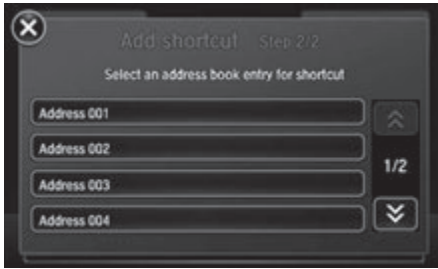 Add shortcut Step 2/2
Select an address book entry for shortcut
Address 001
Address 002
1/2
Address 003
Address 004